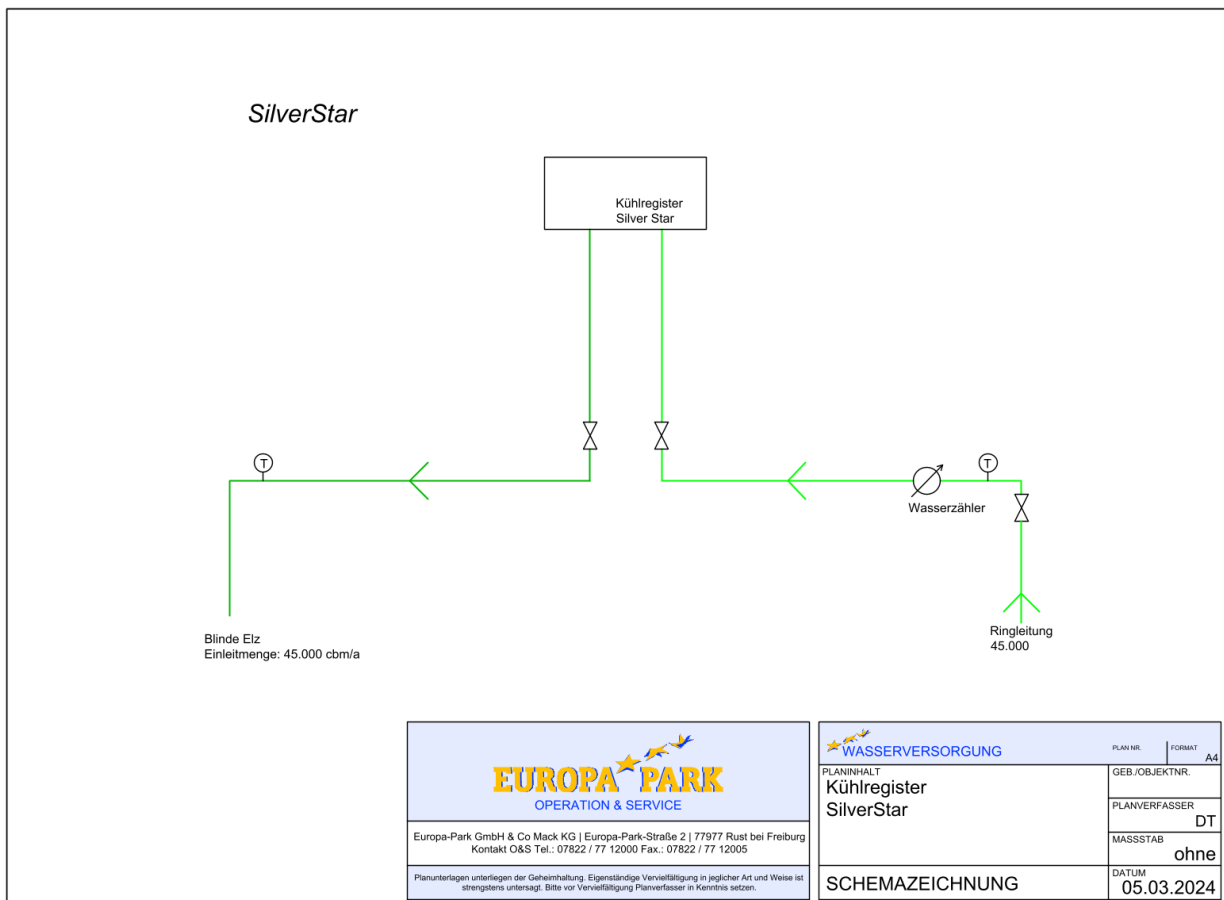 SilverStar
Kühlregister
Silver Star
T
T
Wasserzähler
Blinde Elz
Einleitmenge: 45.000 cbm/a
Ringleitung
45.000
EUROPA PARK
OPERATION & SERVICE
Europa-Park GmbH & Co Mack KG | Europa-Park-Straße 2 | 77977 Rust bei Freiburg
Kontakt O&S Tel.: 07822 / 77 12000 Fax.: 07822 / 77 12005
Planunterlagen unterliegen der Geheimhaltung. Eigenständige Vervielfältigung in jeglicher Art und Weise ist
strengstens untersagt. Bitte vor Vervielfältigung Planverfasser in Kenntnis setzen.
WASSERVERSORGUNG
PLAN NR.
FORMAT
A4
PLANINHALT
Kühlregister
SilverStar
GEB./OBJEKTNR.
PLANVERFASSER
DT
MASSSTAB
ohne
SCHEMAZEICHNUNG
DATUM
05.03.2024